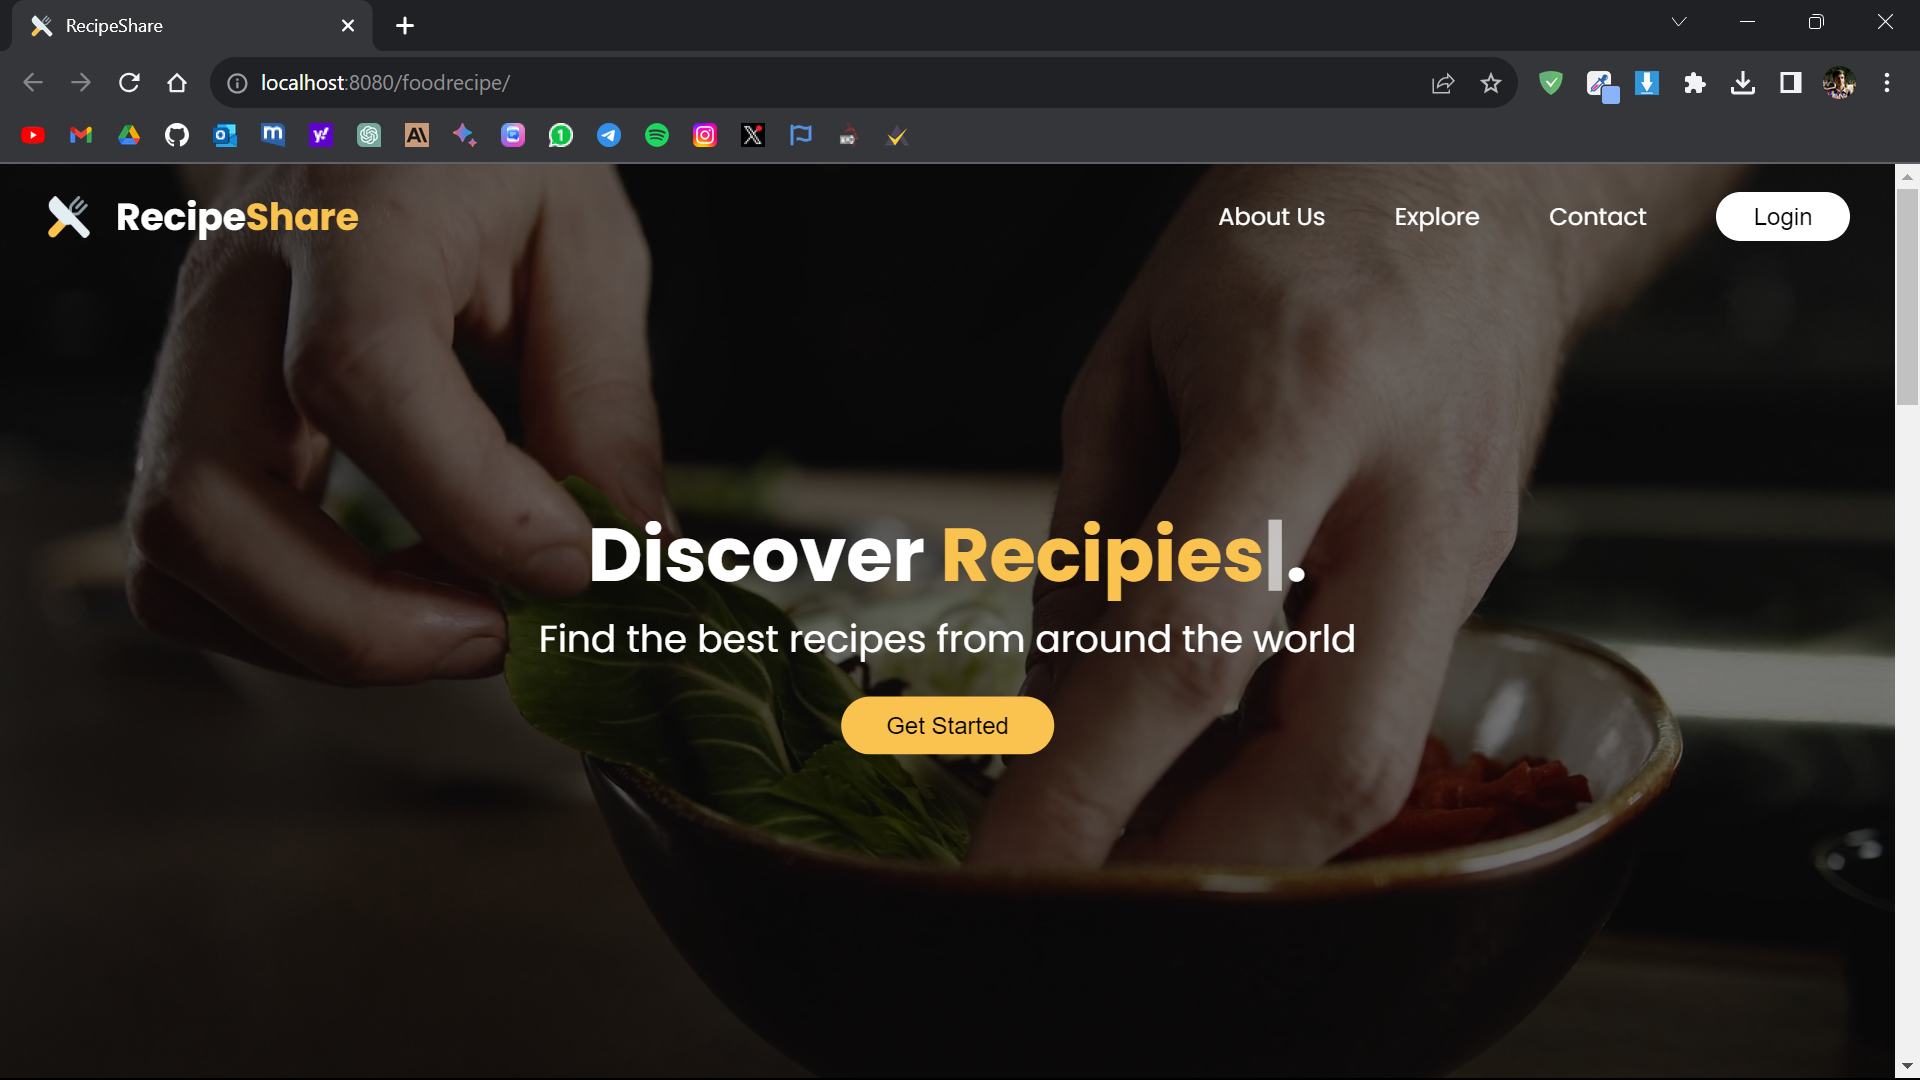 RecipeShare
localhost:8080/foodrecipe/
RecipeShare
About Us
Explore
Contact
Login
Discover Recipies|.
Find the best recipes from around the world
Get Started